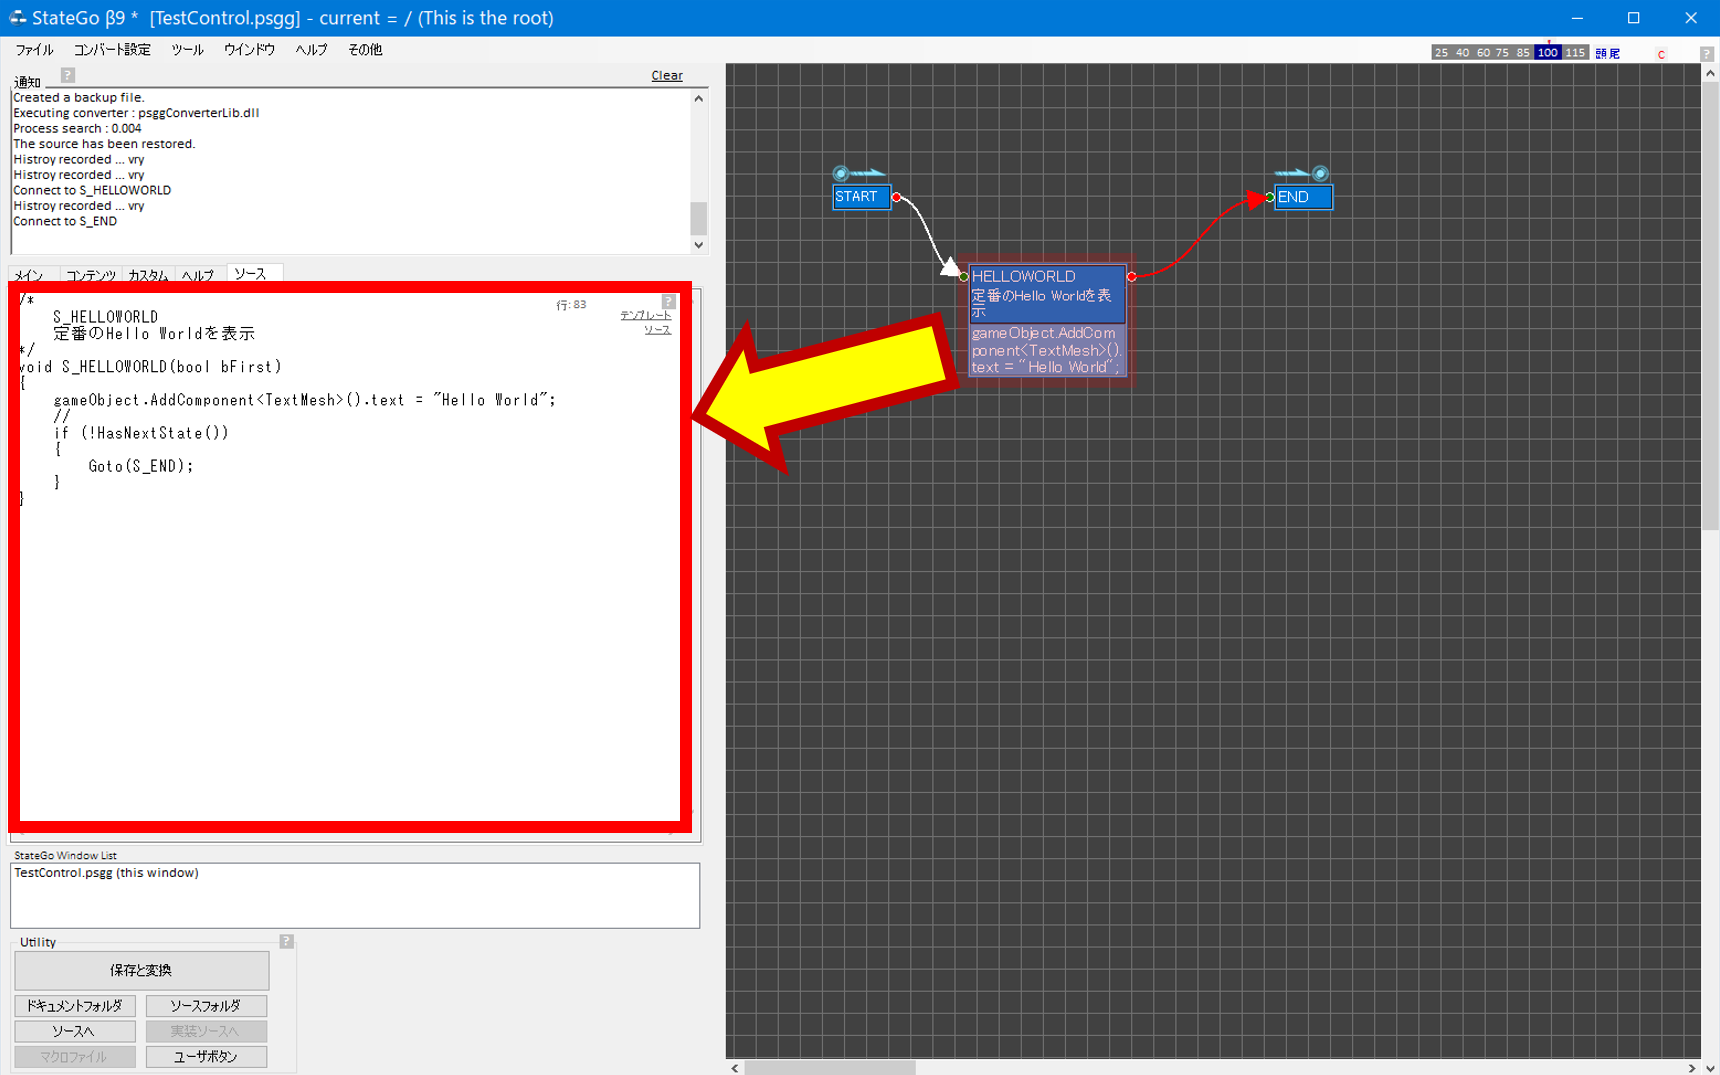 StateGo β9 * [TestControl.psgg] - current = / (This is the root)
ファイル コンバート設定 ツール ウインドウ ヘルプ その他
25 40 60 75 85 100 115 頭 尾 C ?
通知 ? Clear
Created a backup file.
Executing converter : psggConverterLib.dll
Process search : 0.004
The source has been restored.
Histroy recorded ... vry
Histroy recorded ... vry
Connect to S_HELLOWORLD
Histroy recorded ... vry
Connect to S_END
メイン コンテンツ カスタム ヘルプ ソース
行: 83 ?
テンプレート
ソース
/*
S_HELLOWORLD
定番のHello Worldを表示
*/
void S_HELLOWORLD(bool bFirst)
{
gameObject.AddComponent<TextMesh>().text = "Hello World";
//
if (!HasNextState())
{
Goto(S_END);
}
}
StateGo Window List
TestControl.psgg (this window)
Utility ?
保存と変換
ドキュメントフォルダ ソースフォルダ
ソースへ 実装ソースへ
マクロファイル ユーザボタン
START
HELLOWORLD
定番のHello Worldを表
示
gameObject.AddCom
ponent<TextMesh>().
text = "Hello World";
END